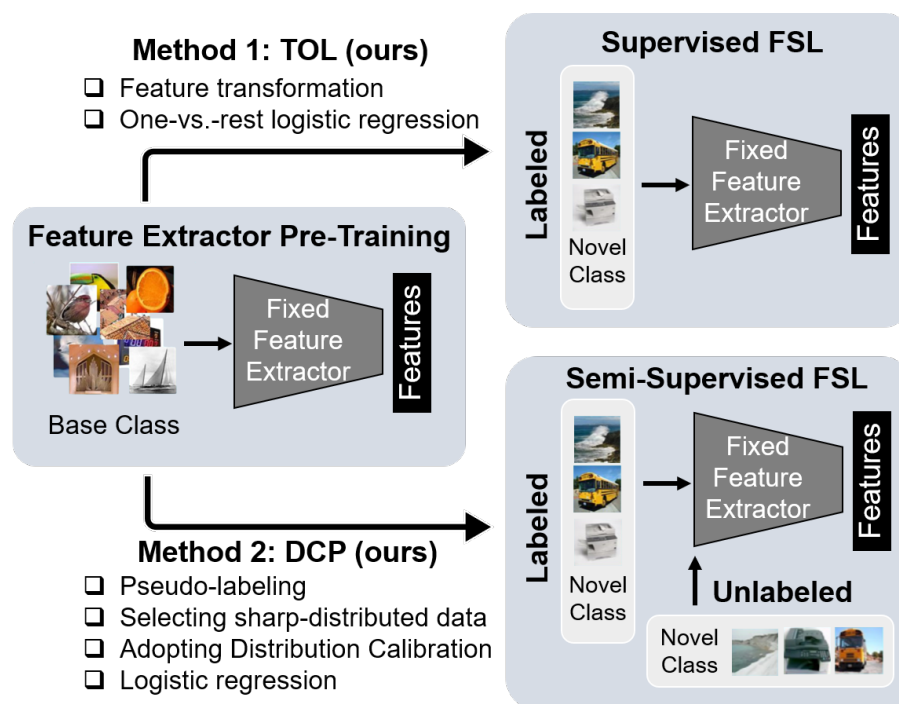 Method 1: TOL (ours)
❑ Feature transformation
❑ One-vs.-rest logistic regression
Feature Extractor Pre-Training
Fixed
Feature
Extractor
Features
Base Class
Method 2: DCP (ours)
❑ Pseudo-labeling
❑ Selecting sharp-distributed data
❑ Adopting Distribution Calibration
❑ Logistic regression
Supervised FSL
Labeled
Novel
Class
Fixed
Feature
Extractor
Features
Semi-Supervised FSL
Labeled
Novel
Class
Fixed
Feature
Extractor
Features
Unlabeled
Novel
Class